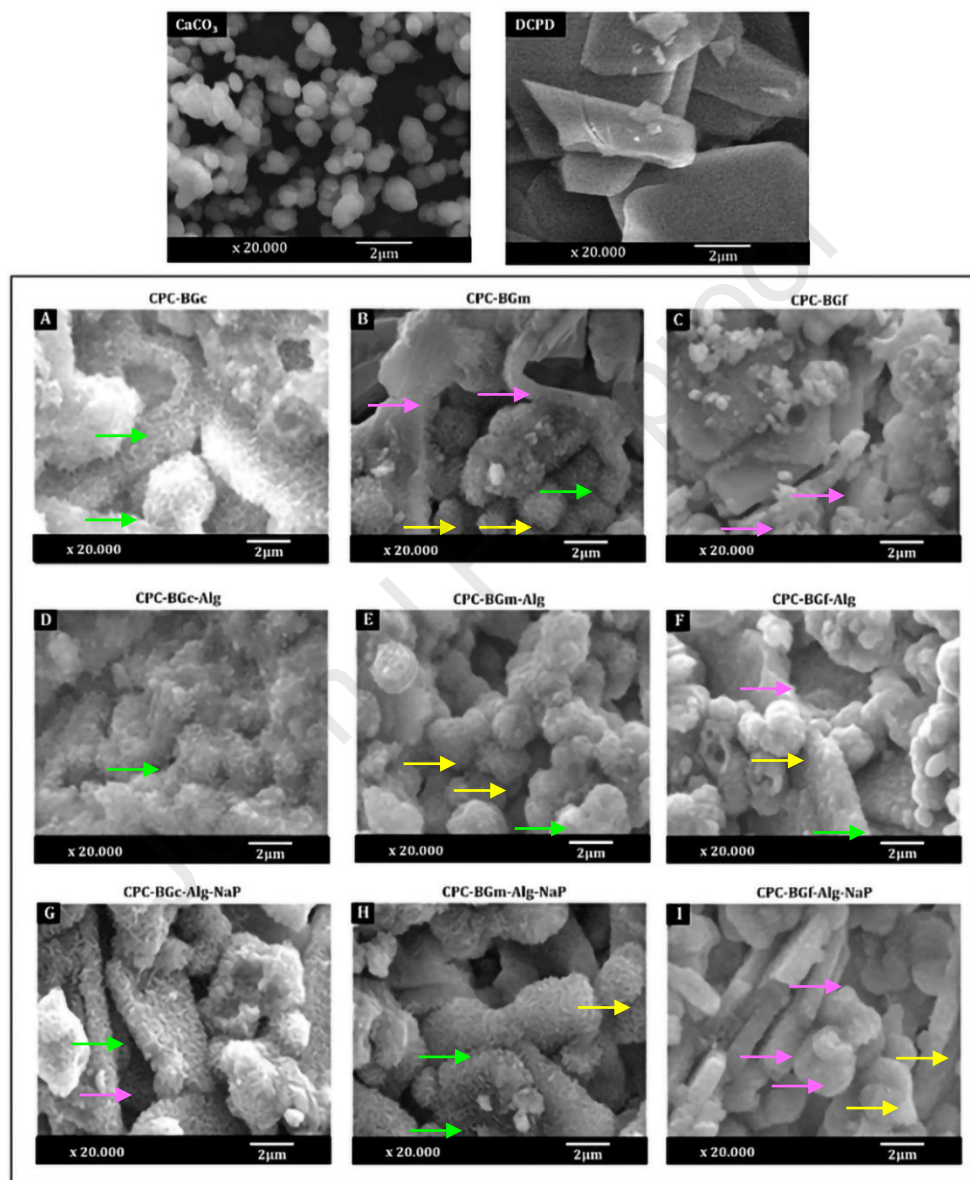 CaCO₃ DCPD
x 20.000 2µm x 20.000 2µm
CPC-BGc CPC-BGm CPC-BGf
A B C
x 20.000 2µm x 20.000 2µm x 20.000 2µm
CPC-BGc-Alg CPC-BGm-Alg CPC-BGf-Alg
D E F
x 20.000 2µm x 20.000 2µm x 20.000 2µm
CPC-BGc-Alg-NaP CPC-BGm-Alg-NaP CPC-BGf-Alg-NaP
G H I
x 20.000 2µm x 20.000 2µm x 20.000 2µm
Journal Pre-proof